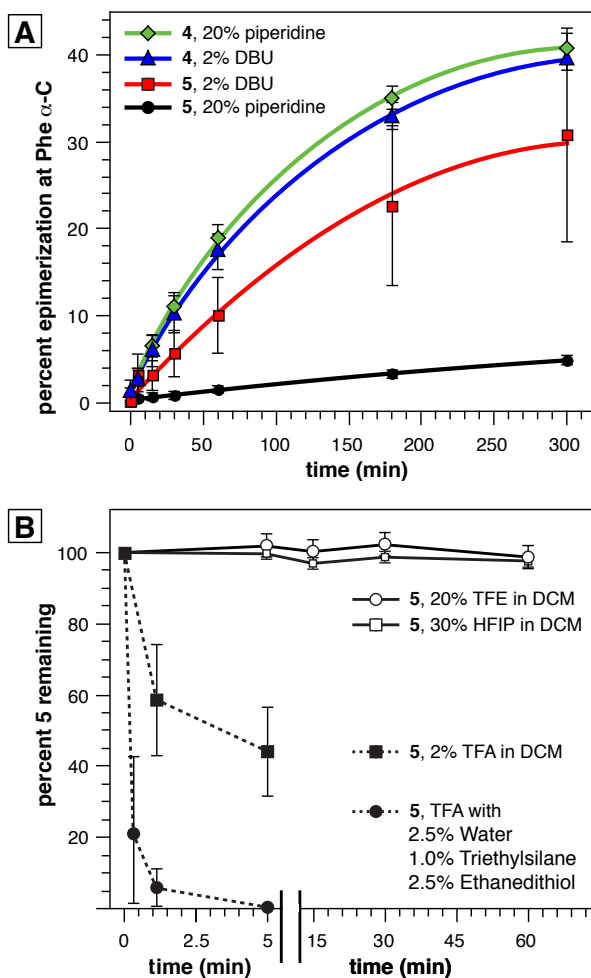 A
4, 20% piperidine
4, 2% DBU
5, 2% DBU
5, 20% piperidine
percent epimerization at Phe α-C
40
30
20
10
0
0 50 100 150 200 250 300
time (min)
B
percent 5 remaining
100
80
60
40
20
5, 20% TFE in DCM
5, 30% HFIP in DCM
5, 2% TFA in DCM
5, TFA with
2.5% Water
1.0% Triethylsilane
2.5% Ethanedithiol
0 2.5 5 15 30 45 60
time (min) time (min)